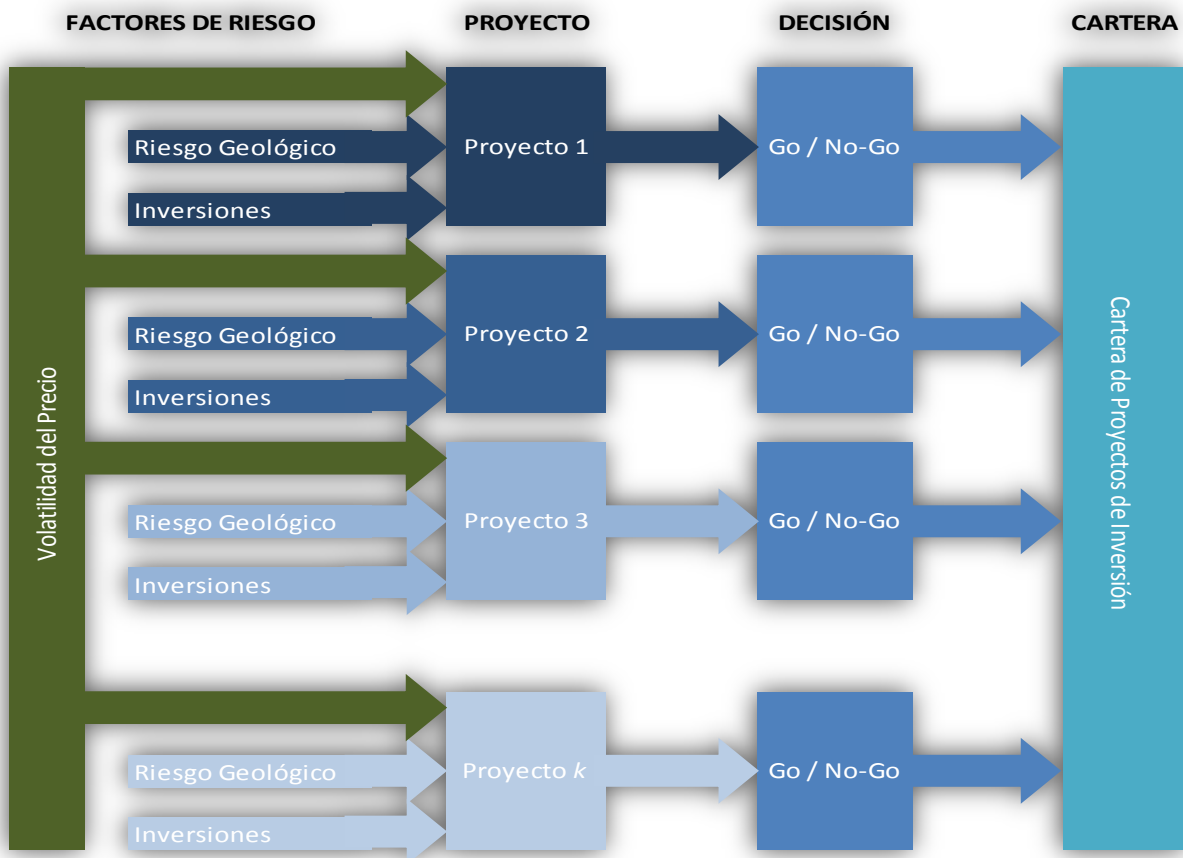 FACTORES DE RIESGO
PROYECTO
DECISIÓN
CARTERA
Volatilidad del Precio
Riesgo Geológico
Inversiones
Proyecto 1
Go / No-Go
Riesgo Geológico
Inversiones
Proyecto 2
Go / No-Go
Riesgo Geológico
Inversiones
Proyecto 3
Go / No-Go
Riesgo Geológico
Inversiones
Proyecto k
Go / No-Go
Cartera de Proyectos de Inversión